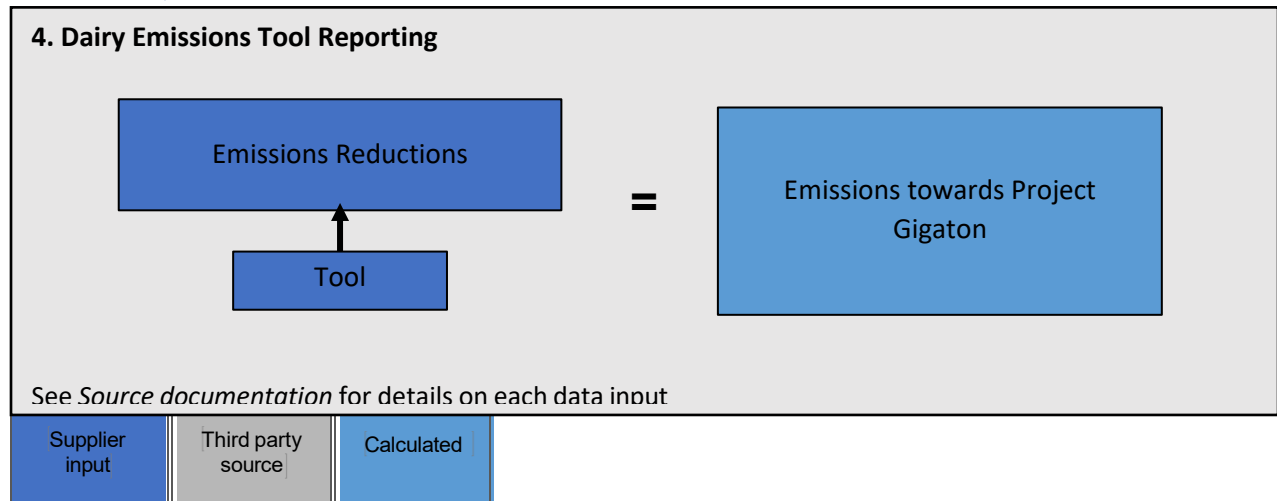 4. Dairy Emissions Tool Reporting
Emissions Reductions
Tool
=
Emissions towards Project
Gigaton
See Source documentation for details on each data input
Supplier
input
Third party
source
Calculated